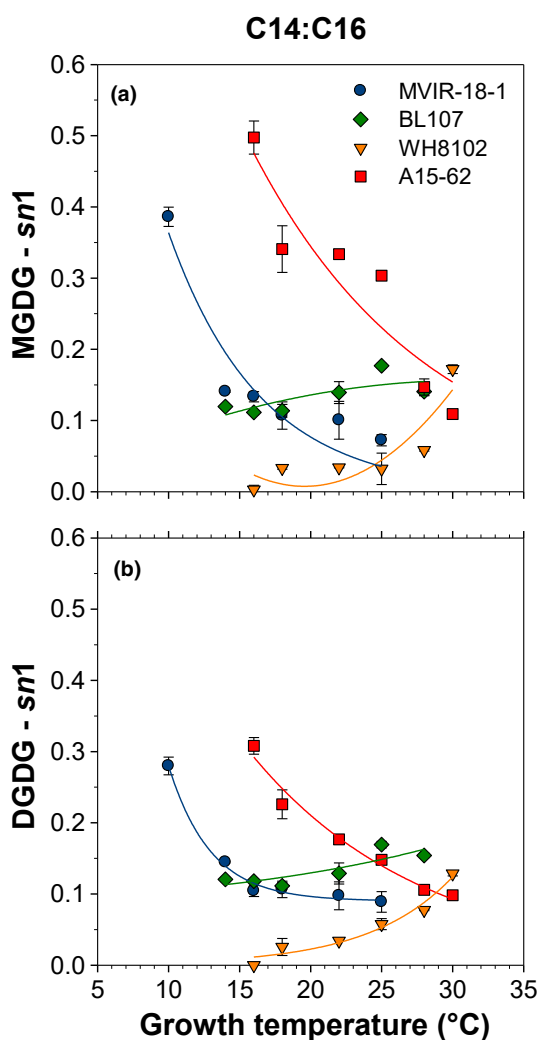 C14:C16
(a)
MVIR-18-1
BL107
WH8102
A15-62
MGDG - sn1
0.6
0.5
0.4
0.3
0.2
0.1
0.0
(b)
DGDG - sn1
0.6
0.5
0.4
0.3
0.2
0.1
0.0
5 10 15 20 25 30 35
Growth temperature (°C)